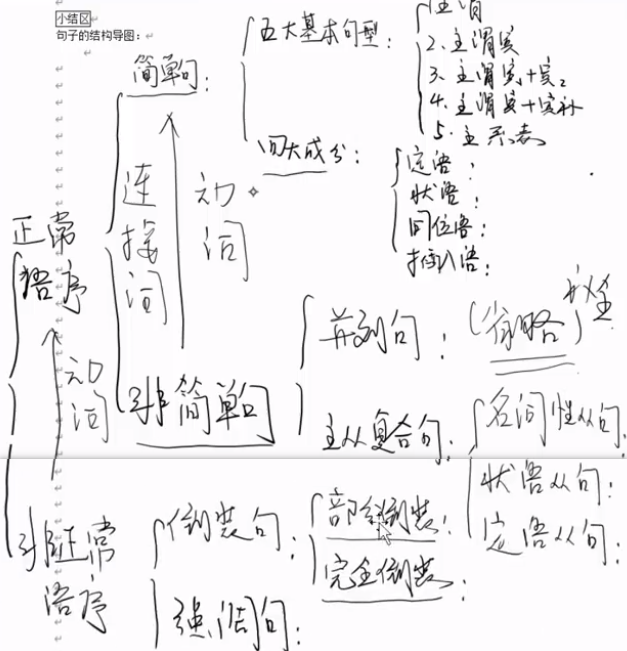 小结区
句子的结构导图：
简单句：
五大基本句型：
1.主谓
2.主谓宾
3.主谓宾₁+宾₂
4.主谓宾+宾补
5.主系表
四大成分：
定语：
状语：
同位语：
插入语：
连接词
动词
正常语序
动词
非简单句
并列句：(省略)
主从复合句：
名词性从句：
状语从句：
定语从句：
非正常语序
倒装句：
部分倒装：
完全倒装：
强调句：